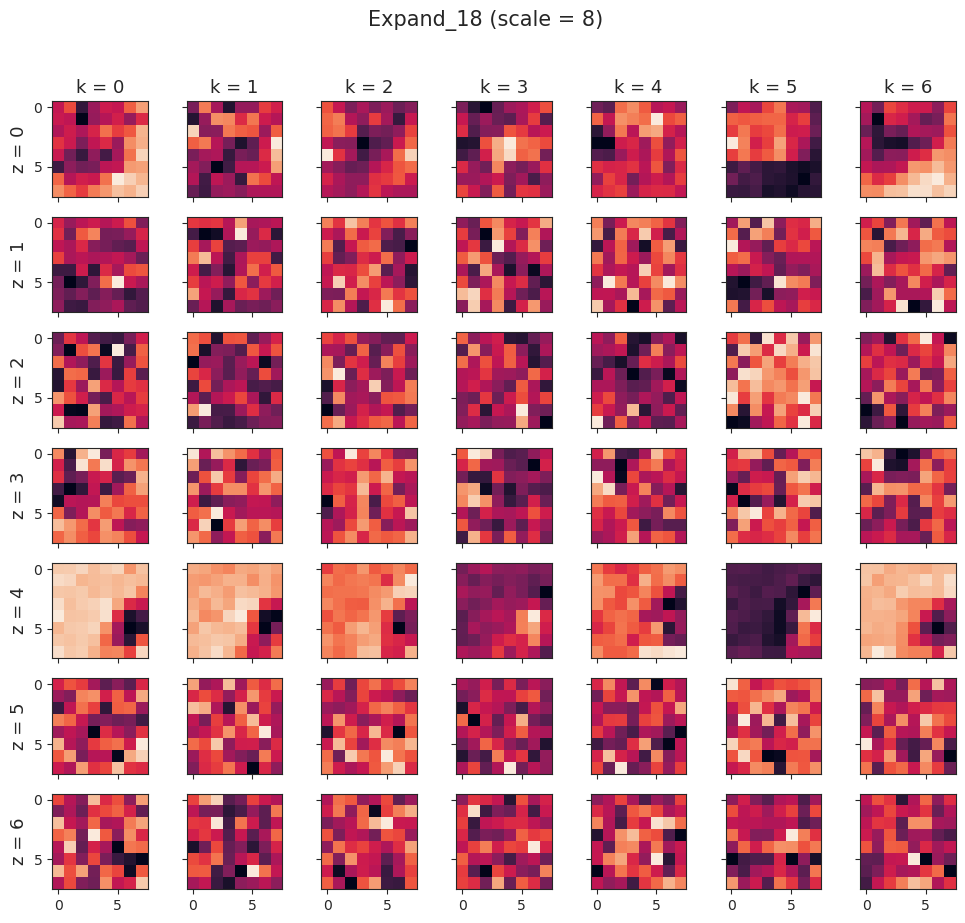 Expand_18 (scale = 8)
k = 0 k = 1 k = 2 k = 3 k = 4 k = 5 k = 6
z = 0
0
5
z = 1
0
5
z = 2
0
5
z = 3
0
5
z = 4
0
5
z = 5
0
5
z = 6
0
5
0 5 0 5 0 5 0 5 0 5 0 5 0 5